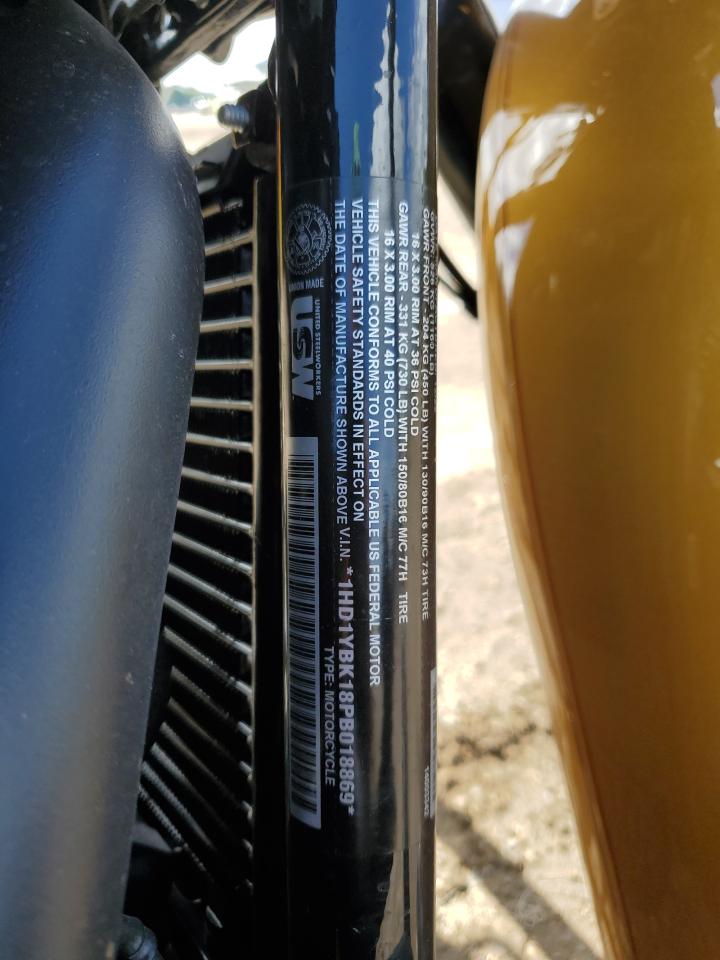 GAWR FRONT - 204 KG (450 LB) WITH 130/90B16 M/C 73H TIRE
16 X 3.00 RIM AT 36 PSI COLD
GAWR REAR - 331 KG (730 LB) WITH 150/80B16 M/C 77H TIRE
16 X 3.00 RIM AT 40 PSI COLD
THIS VEHICLE CONFORMS TO ALL APPLICABLE US FEDERAL MOTOR
VEHICLE SAFETY STANDARDS IN EFFECT ON
THE DATE OF MANUFACTURE SHOWN ABOVE V.I.N. *1HD1YBK18PB018869*
TYPE: MOTORCYCLE
UNION MADE
UNITED STEELWORKERS
USW